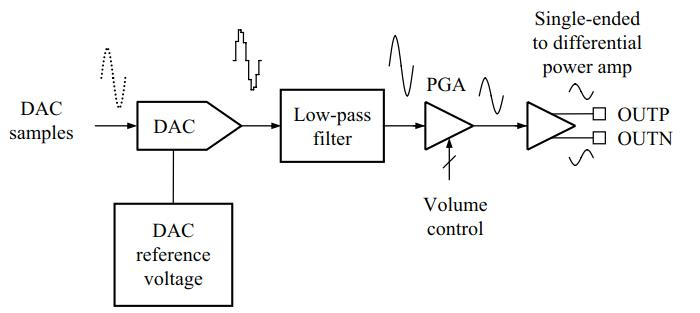 Single-ended
to differential
power amp
PGA
DAC
samples
DAC
Low-pass
filter
OUTP
OUTN
Volume
control
DAC
reference
voltage